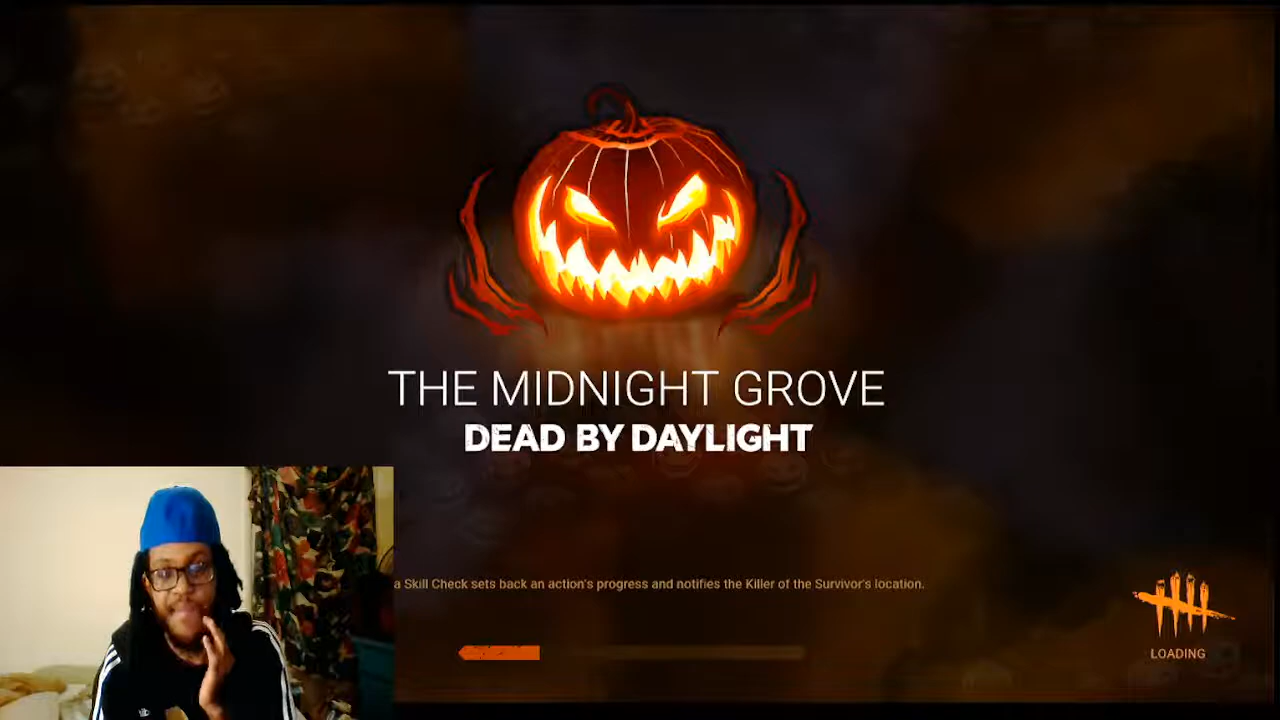 THE MIDNIGHT GROVE
DEAD BY DAYLIGHT
a Skill Check sets back an action's progress and notifies the Killer of the Survivor's location.
LOADING